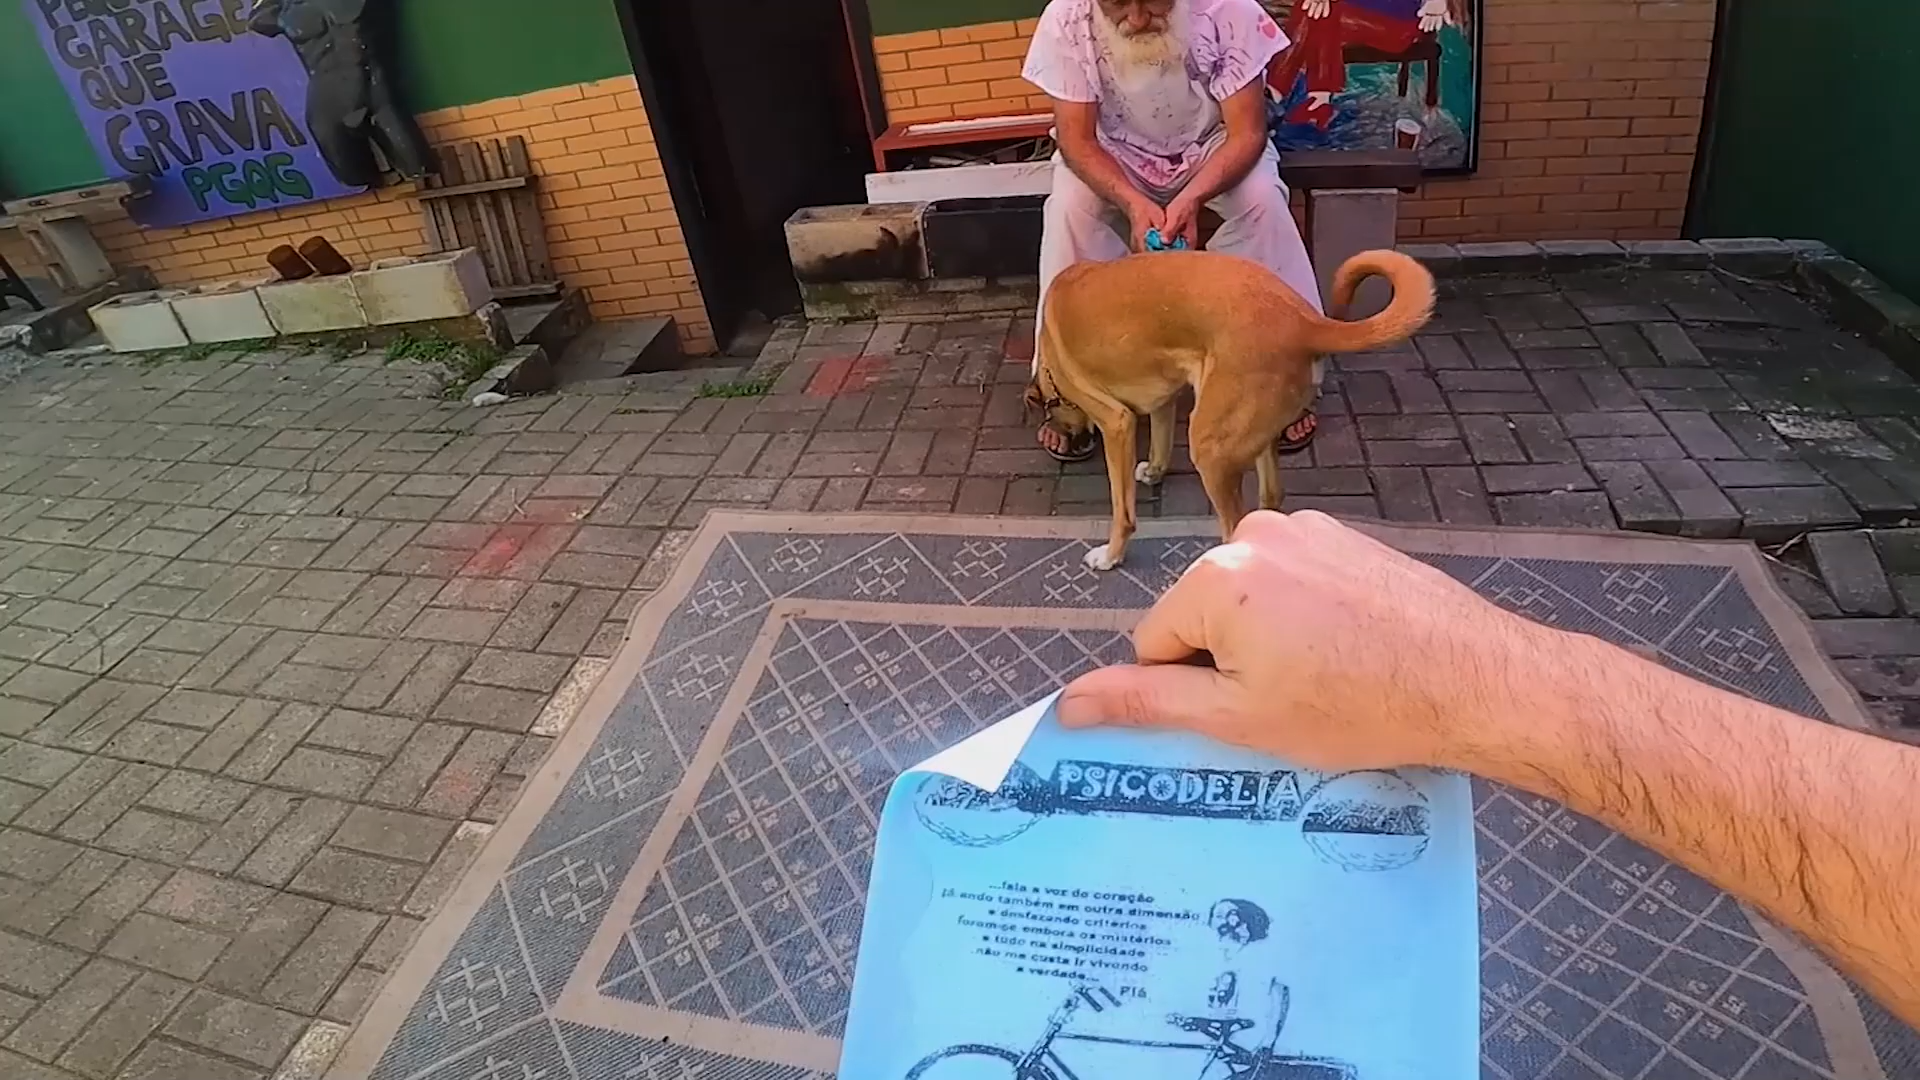 GARAGE
QUE
GRAVA
PGQG
PSICODELIA
...fala a voz do coração
já ando também em outra dimensão
e desfazendo critérios
foram-se embora os mistérios
e tudo na simplicidade
não me custa ir vivendo
a verdade...
Plá